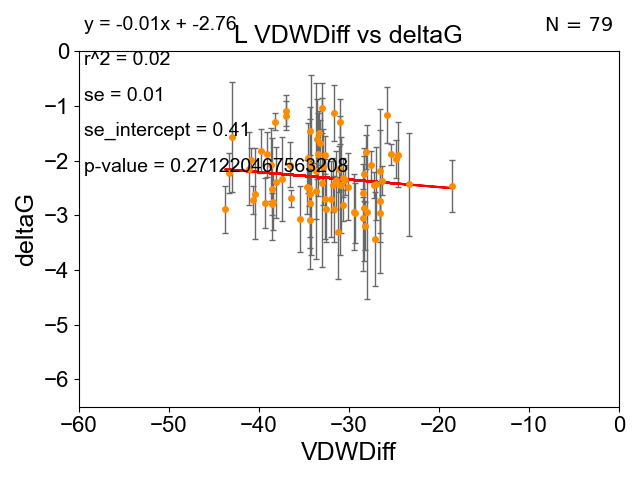 y = -0.01x + -2.76
N = 79
L VDWDiff vs deltaG
r^2 = 0.02
se = 0.01
se_intercept = 0.41
p-value = 0.271220467563208
deltaG
0
−1
−2
−3
−4
−5
−6
−60
−50
−40
−30
−20
−10
0
VDWDiff